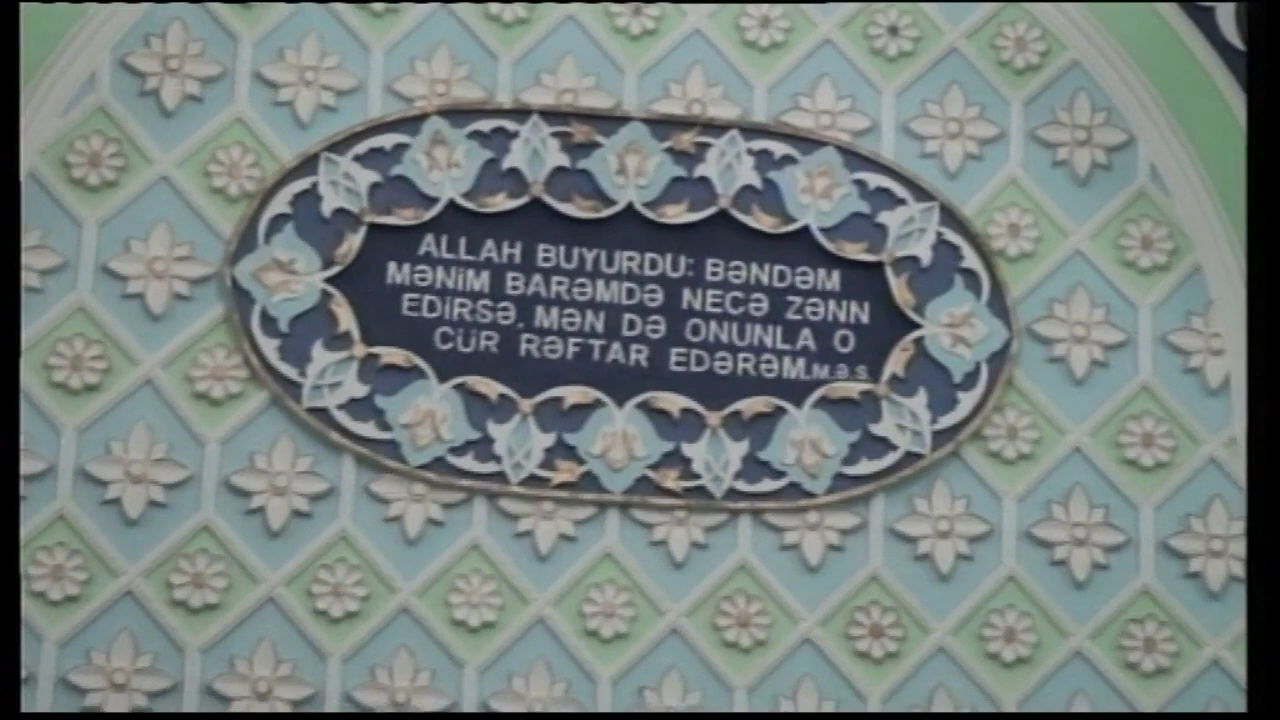 ALLAH BUYURDU: BƏNDƏM
MƏNİM BARƏMDƏ NECƏ ZƏNN
EDİRSƏ, MƏN DƏ ONUNLA O
CÜR RƏFTAR EDƏRƏM.M.Ə.S.